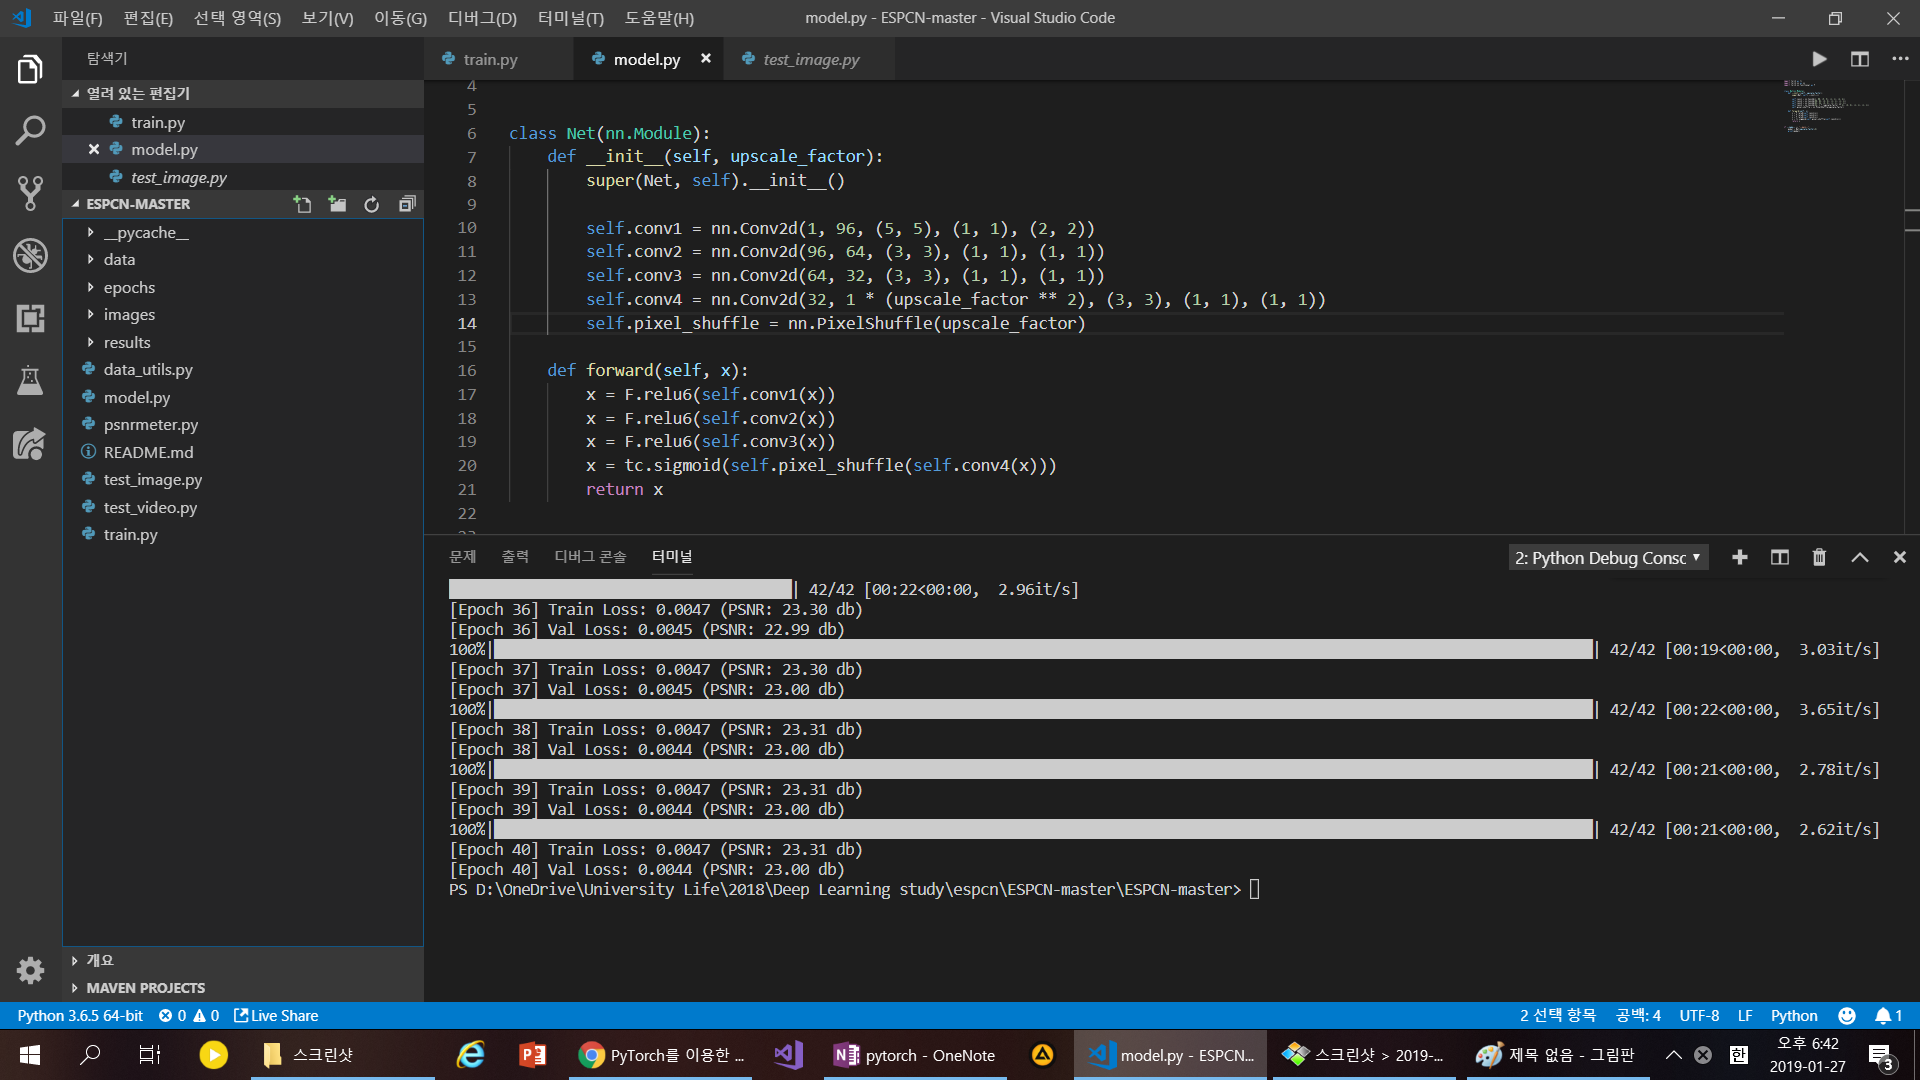 파일(F) 편집(E) 선택 영역(S) 보기(V) 이동(G) 디버그(D) 터미널(T) 도움말(H) model.py - ESPCN-master - Visual Studio Code
탐색기
train.py model.py test_image.py
열려 있는 편집기
train.py
model.py
test_image.py
ESPCN-MASTER
__pycache__
data
epochs
images
results
data_utils.py
model.py
psnrmeter.py
README.md
test_image.py
test_video.py
train.py
개요
MAVEN PROJECTS
4
5
6 class Net(nn.Module):
7 def __init__(self, upscale_factor):
8 super(Net, self).__init__()
9
10 self.conv1 = nn.Conv2d(1, 96, (5, 5), (1, 1), (2, 2))
11 self.conv2 = nn.Conv2d(96, 64, (3, 3), (1, 1), (1, 1))
12 self.conv3 = nn.Conv2d(64, 32, (3, 3), (1, 1), (1, 1))
13 self.conv4 = nn.Conv2d(32, 1 * (upscale_factor ** 2), (3, 3), (1, 1), (1, 1))
14 self.pixel_shuffle = nn.PixelShuffle(upscale_factor)
15
16 def forward(self, x):
17 x = F.relu6(self.conv1(x))
18 x = F.relu6(self.conv2(x))
19 x = F.relu6(self.conv3(x))
20 x = tc.sigmoid(self.pixel_shuffle(self.conv4(x)))
21 return x
22
문제 출력 디버그 콘솔 터미널 2: Python Debug Consc
| 42/42 [00:22<00:00, 2.96it/s]
[Epoch 36] Train Loss: 0.0047 (PSNR: 23.30 db)
[Epoch 36] Val Loss: 0.0045 (PSNR: 22.99 db)
100%| | 42/42 [00:19<00:00, 3.03it/s]
[Epoch 37] Train Loss: 0.0047 (PSNR: 23.30 db)
[Epoch 37] Val Loss: 0.0045 (PSNR: 23.00 db)
100%| | 42/42 [00:22<00:00, 3.65it/s]
[Epoch 38] Train Loss: 0.0047 (PSNR: 23.31 db)
[Epoch 38] Val Loss: 0.0044 (PSNR: 23.00 db)
100%| | 42/42 [00:21<00:00, 2.78it/s]
[Epoch 39] Train Loss: 0.0047 (PSNR: 23.31 db)
[Epoch 39] Val Loss: 0.0044 (PSNR: 23.00 db)
100%| | 42/42 [00:21<00:00, 2.62it/s]
[Epoch 40] Train Loss: 0.0047 (PSNR: 23.31 db)
[Epoch 40] Val Loss: 0.0044 (PSNR: 23.00 db)
PS D:\OneDrive\University Life\2018\Deep Learning study\espcn\ESPCN-master\ESPCN-master>
Python 3.6.5 64-bit 0 0 Live Share 2 선택 항목 공백: 4 UTF-8 LF Python 1
스크린샷 PyTorch를 이용한 ... pytorch - OneNote model.py - ESPCN... 스크린샷 > 2019-... 제목 없음 - 그림판 한 오후 6:42
2019-01-27 3